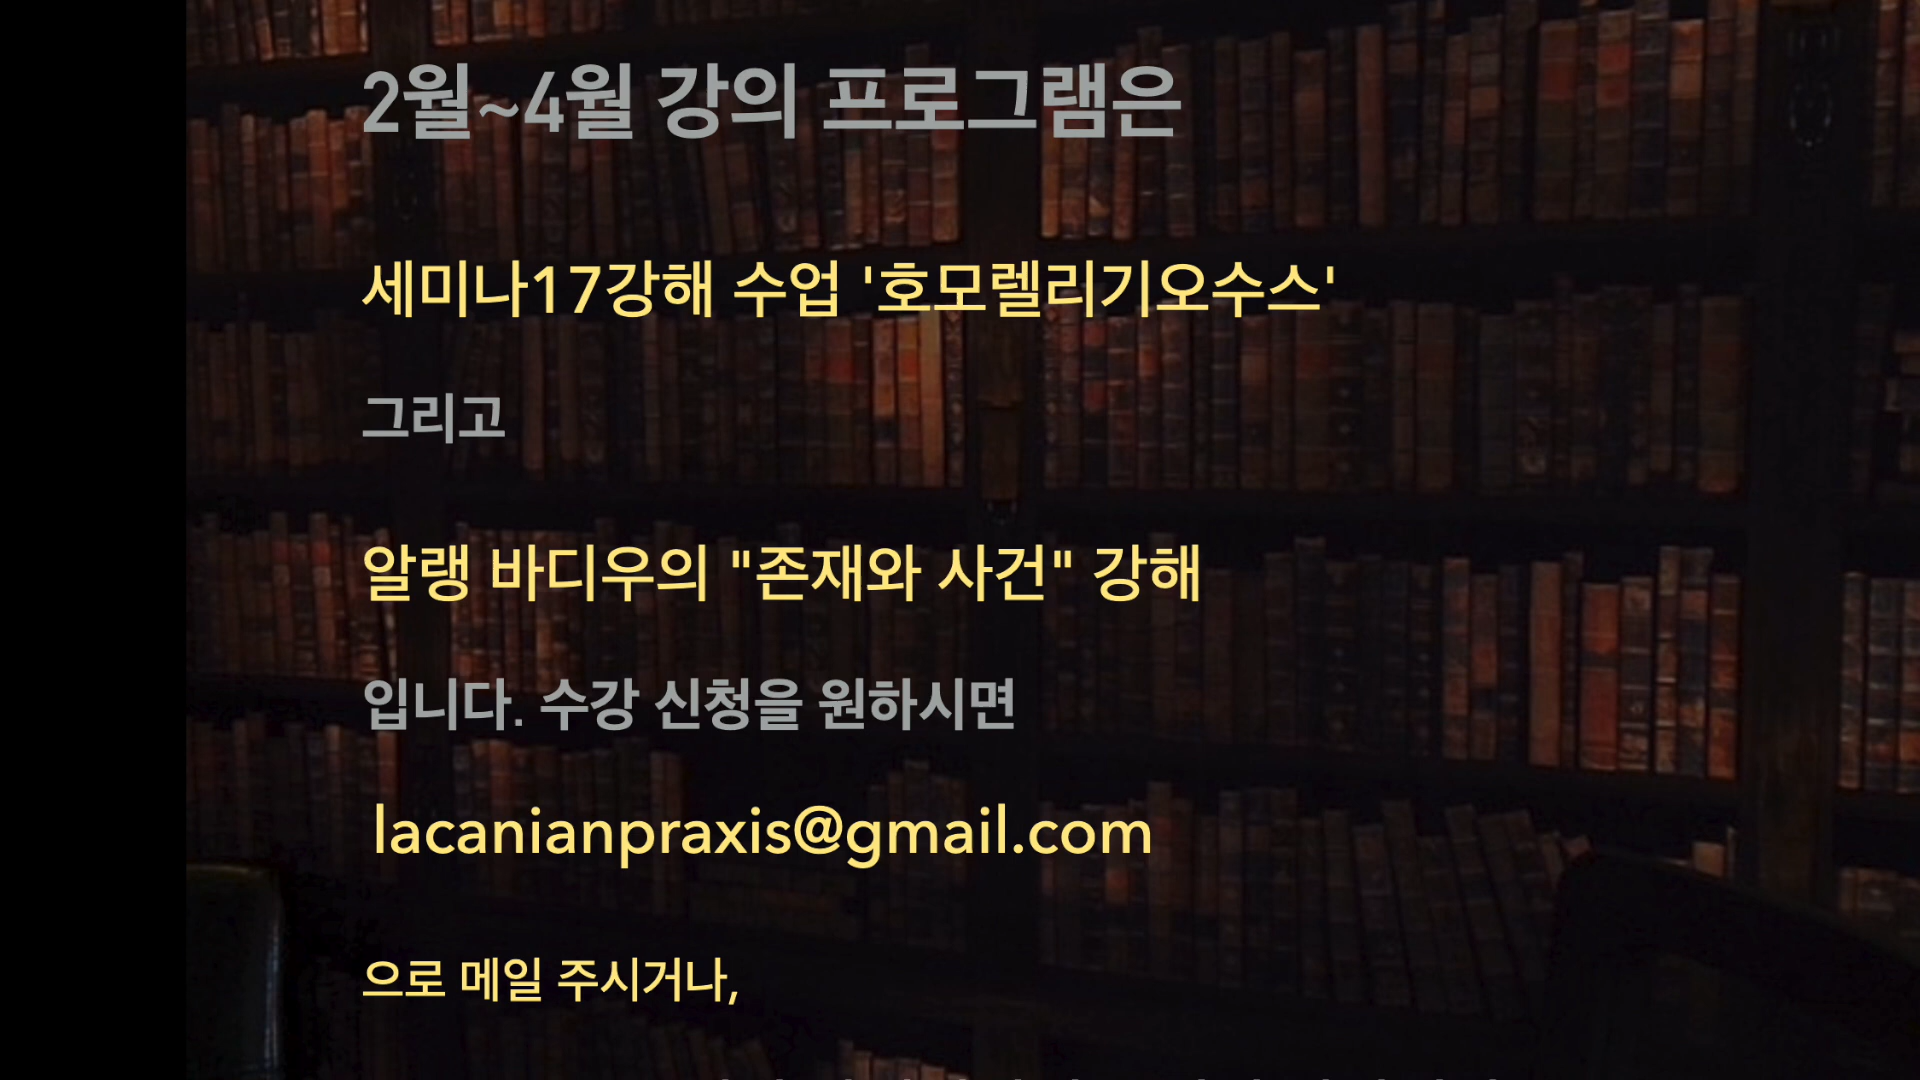 2월~4월 강의 프로그램은
세미나17강해 수업 '호모렐리기오수스'
그리고
알랭 바디우의 "존재와 사건" 강해
입니다. 수강 신청을 원하시면
lacanianpraxis@gmail.com
으로 메일 주시거나,